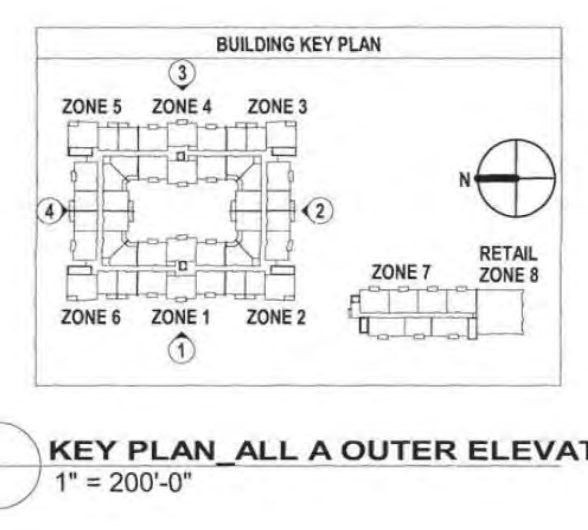 BUILDING KEY PLAN
3
ZONE 5 ZONE 4 ZONE 3
N
4
2
RETAIL
ZONE 7 ZONE 8
ZONE 6 ZONE 1 ZONE 2
1
KEY PLAN_ALL A OUTER ELEVAT
1" = 200'-0"